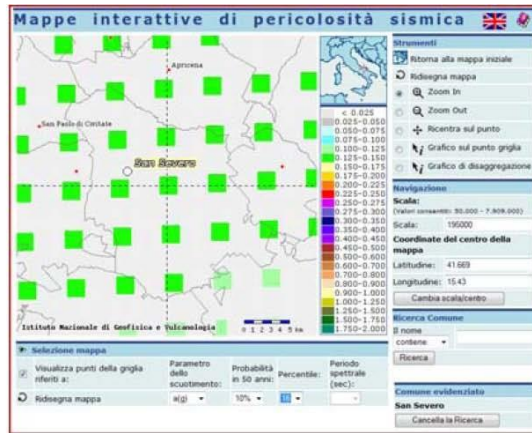 Mappe interattive di pericolosità sismica
Apricena
San Paolo di Civitate
San Severo
Istituto Nazionale di Geofisica e Vulcanologia
0 1 2 3 4 5 km
< 0.025
0.025-0.050
0.050-0.075
0.075-0.100
0.100-0.125
0.125-0.150
0.150-0.175
0.175-0.200
0.200-0.225
0.225-0.250
0.250-0.275
0.275-0.300
0.300-0.350
0.350-0.400
0.400-0.450
0.450-0.500
0.500-0.600
0.600-0.700
0.700-0.800
0.800-0.900
0.900-1.000
1.000-1.250
1.250-1.500
1.500-1.750
1.750-2.000
Strumenti
Ritorna alla mappa iniziale
Ridisegna mappa
Zoom In
Zoom Out
Ricentra sul punto
Grafico sul punto griglia
Grafico di disaggregazione
Navigazione
Scala:
(Valori consentiti: 50.000 - 7.909.000)
Scala: 195000
Coordinate del centro della
mappa
Latitudine: 41.669
Longitudine: 15.43
Cambia scala/centro
Ricerca Comune
Il nome
contiene
Ricerca
Comune evidenziato
San Severo
Cancella la Ricerca
Selezione mappa
Visualizza punti della griglia
riferiti a:
Parametro
dello
scuotimento:
Probabilità
in 50 anni:
Percentile:
Periodo
spettrale
(sec):
Ridisegna mappa
a(g)
10%
16